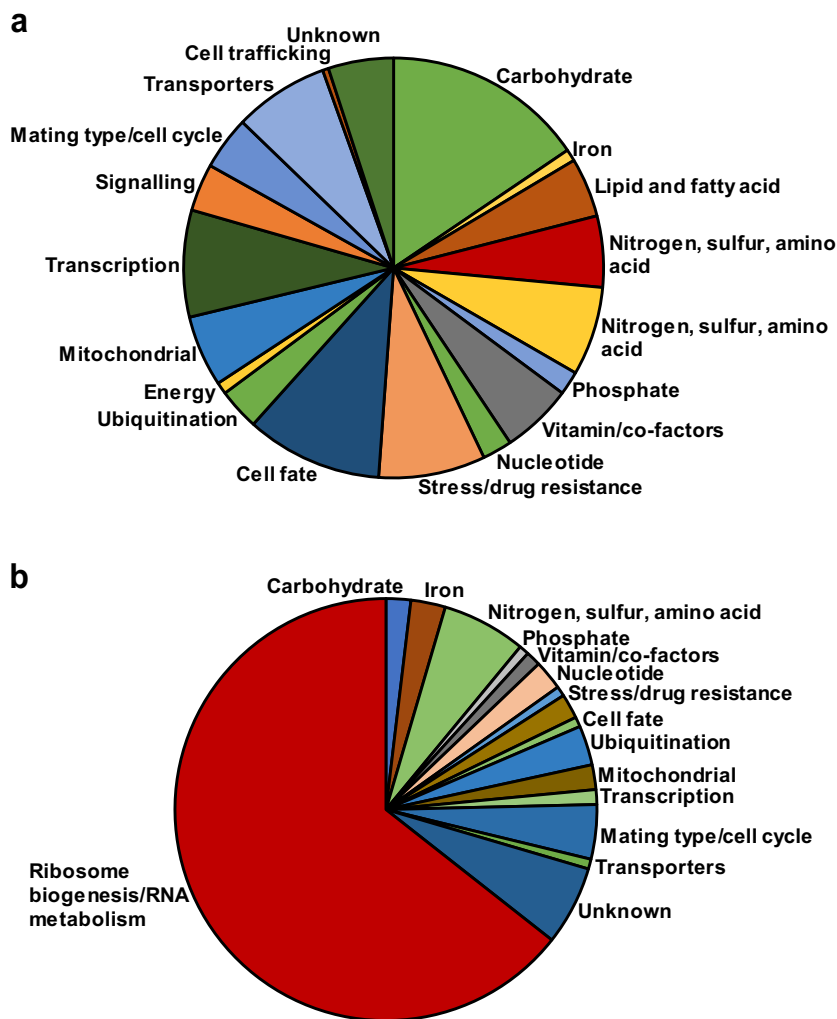 a
Unknown
Cell trafficking
Transporters
Carbohydrate
Mating type/cell cycle
Iron
Signalling
Lipid and fatty acid
Nitrogen, sulfur, amino
acid
Transcription
Nitrogen, sulfur, amino
acid
Mitochondrial
Phosphate
Energy
Ubiquitination
Vitamin/co-factors
Nucleotide
Cell fate
Stress/drug resistance
b
Carbohydrate
Iron
Nitrogen, sulfur, amino acid
Phosphate
Vitamin/co-factors
Nucleotide
Stress/drug resistance
Cell fate
Ubiquitination
Mitochondrial
Transcription
Mating type/cell cycle
Transporters
Unknown
Ribosome
biogenesis/RNA
metabolism